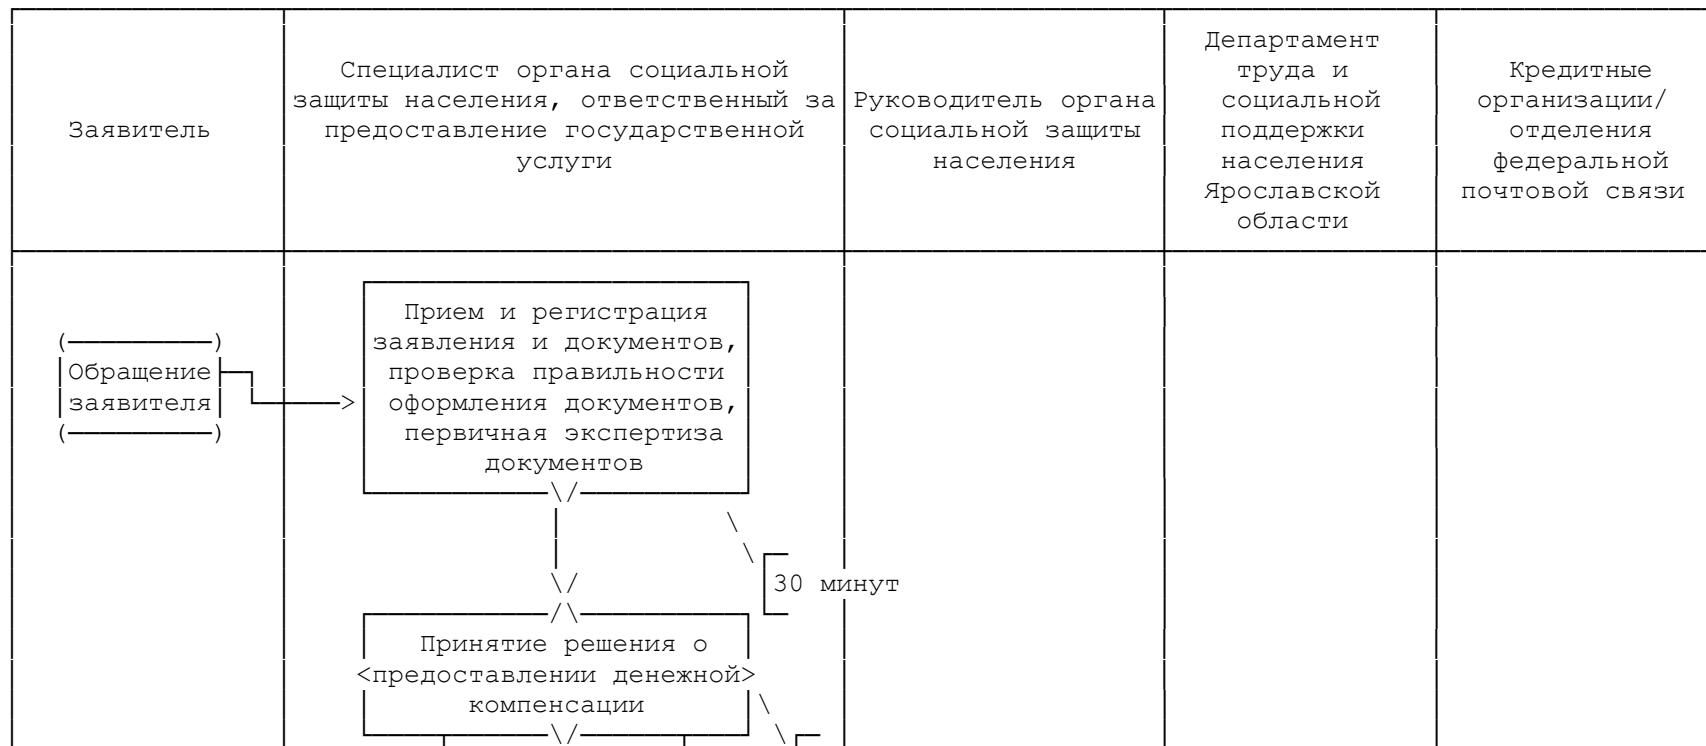 Заявитель
Специалист органа социальной
защиты населения, ответственный за
предоставление государственной
услуги
Руководитель органа
социальной защиты
населения
Департамент
труда и
социальной
поддержки
населения
Ярославской
области
Кредитные
организации/
отделения
федеральной
почтовой связи
Обращение
заявителя
Прием и регистрация
заявления и документов,
проверка правильности
оформления документов,
первичная экспертиза
документов
30 минут
Принятие решения о
<предоставлении денежной>
компенсации